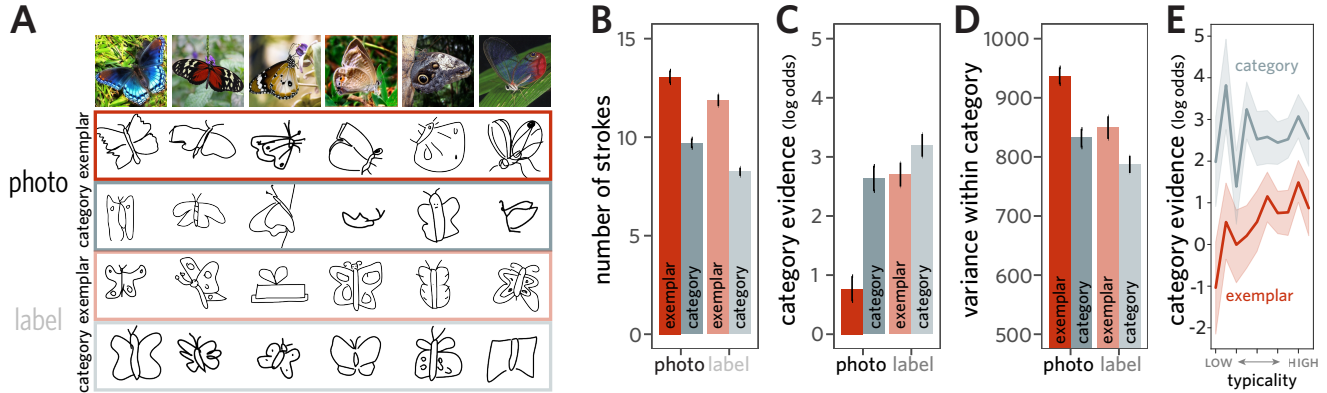 A
photo
label
exemplar
category
exemplar
category
B
number of strokes
15
10
5
0
exemplar
category
exemplar
category
photo label
C
category evidence (log odds)
5
4
3
2
1
0
exemplar
category
exemplar
category
photo label
D
variance within category
1000
900
800
700
600
500
exemplar
category
exemplar
category
photo label
E
category evidence (log odds)
5
4
3
2
1
0
-1
-2
category
exemplar
LOW HIGH
typicality